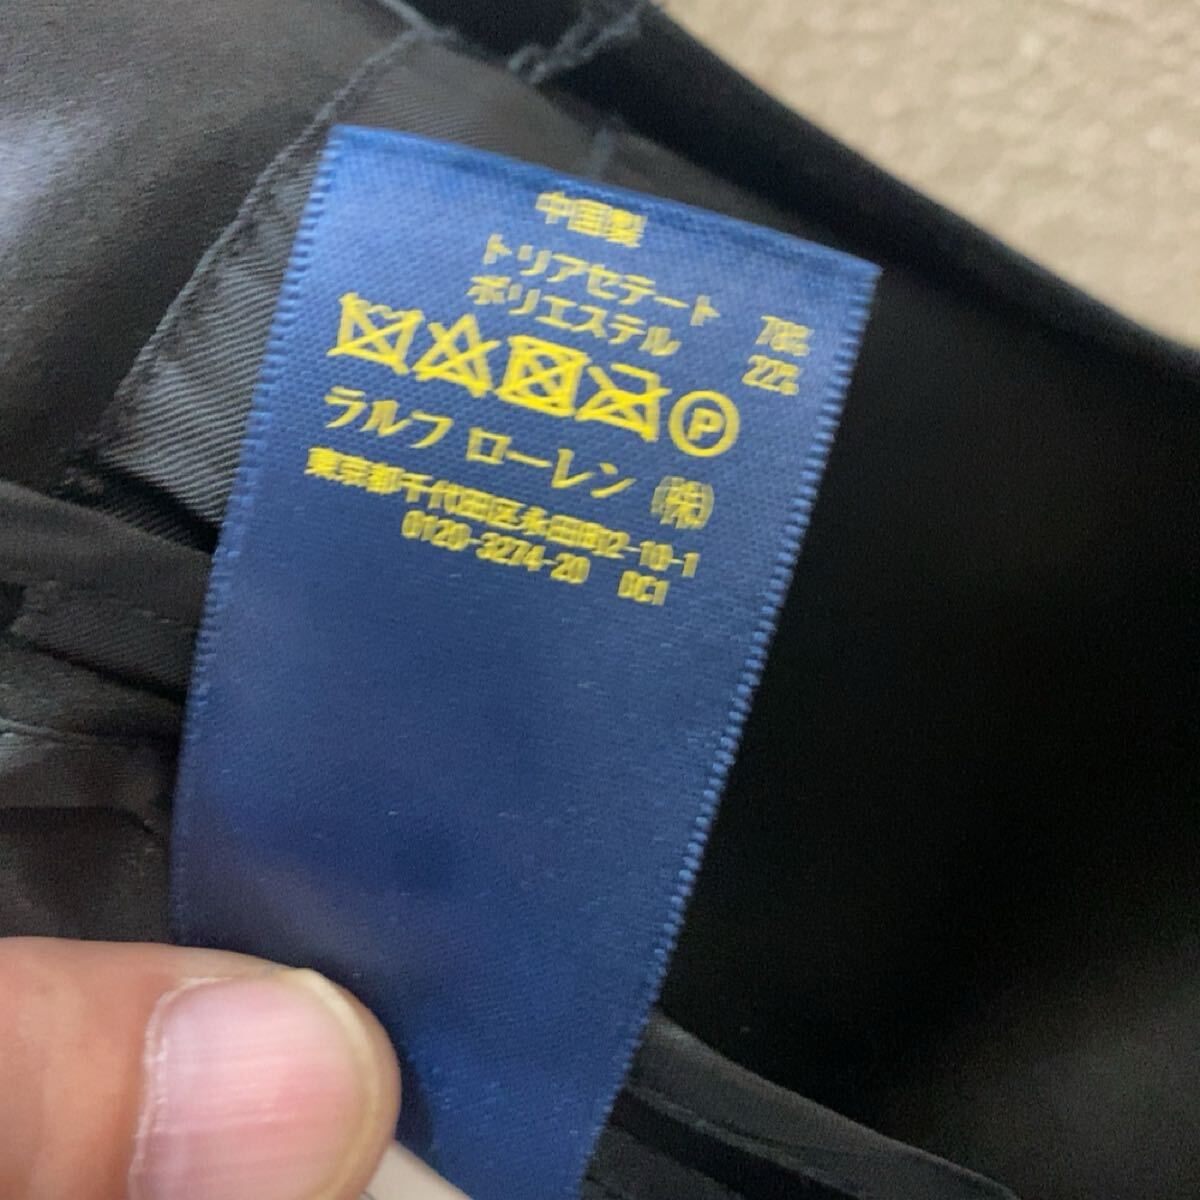 中国製
トリアセテート 78%
ポリエステル 22%
P
ラルフ ローレン ㈱
東京都千代田区永田町2-10-1
0120-3274-20 GC1